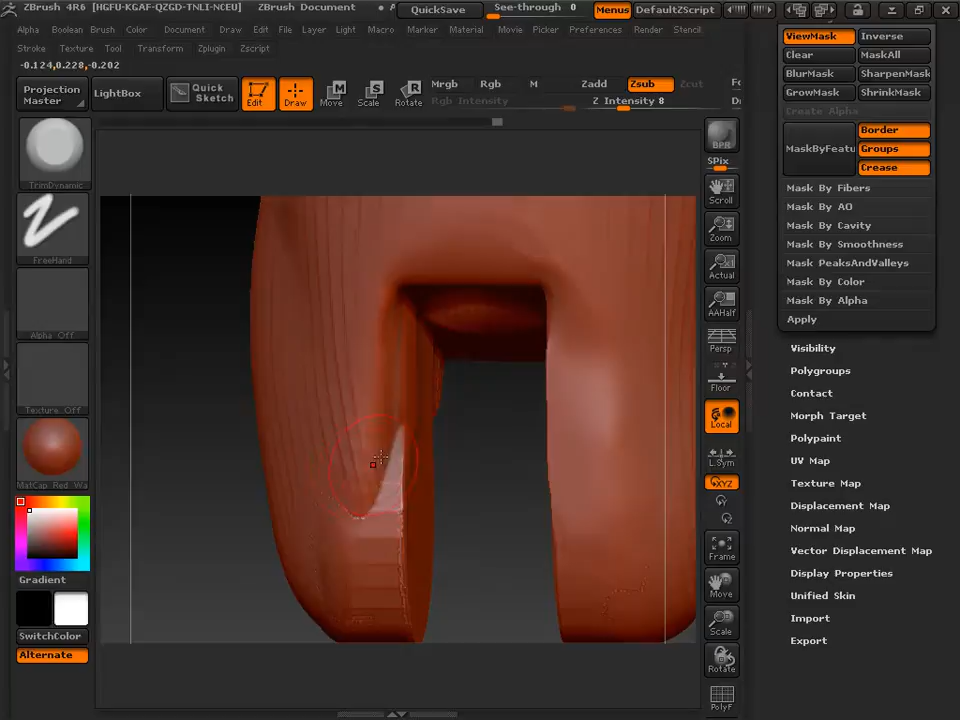 ZBrush 4R6 [HGFU-KGAF-QZGD-TNLI-NCEU] ZBrush Document QuickSave See-through 0 Menus DefaultZScript
Alpha Boolean Brush Color Document Draw Edit File Layer Light Macro Marker Material Movie Picker Preferences Render Stencil
Stroke Texture Tool Transform Zplugin Zscript
-0.124,0.228,-0.202
Projection Master
LightBox
Quick Sketch
Edit
Draw
Move
Scale
Rotate
Mrgb Rgb M Zadd Zsub Zcut
Rgb Intensity Z Intensity 8
TrimDynamic
FreeHand
Alpha Off
Texture Off
MatCap Red Wa
Gradient
SwitchColor
Alternate
BPR
SPix
Scroll
Zoom
Actual
AAHalf
Persp
Floor
Local
L.Sym
XYZ
Y
Z
Frame
Move
Scale
Rotate
PolyF
ViewMask Inverse
Clear MaskAll
BlurMask SharpenMask
GrowMask ShrinkMask
Create Alpha
MaskByFeatu
Border
Groups
Crease
Mask By Fibers
Mask By AO
Mask By Cavity
Mask By Smoothness
Mask PeaksAndValleys
Mask By Color
Mask By Alpha
Apply
Visibility
Polygroups
Contact
Morph Target
Polypaint
UV Map
Texture Map
Displacement Map
Normal Map
Vector Displacement Map
Display Properties
Unified Skin
Import
Export